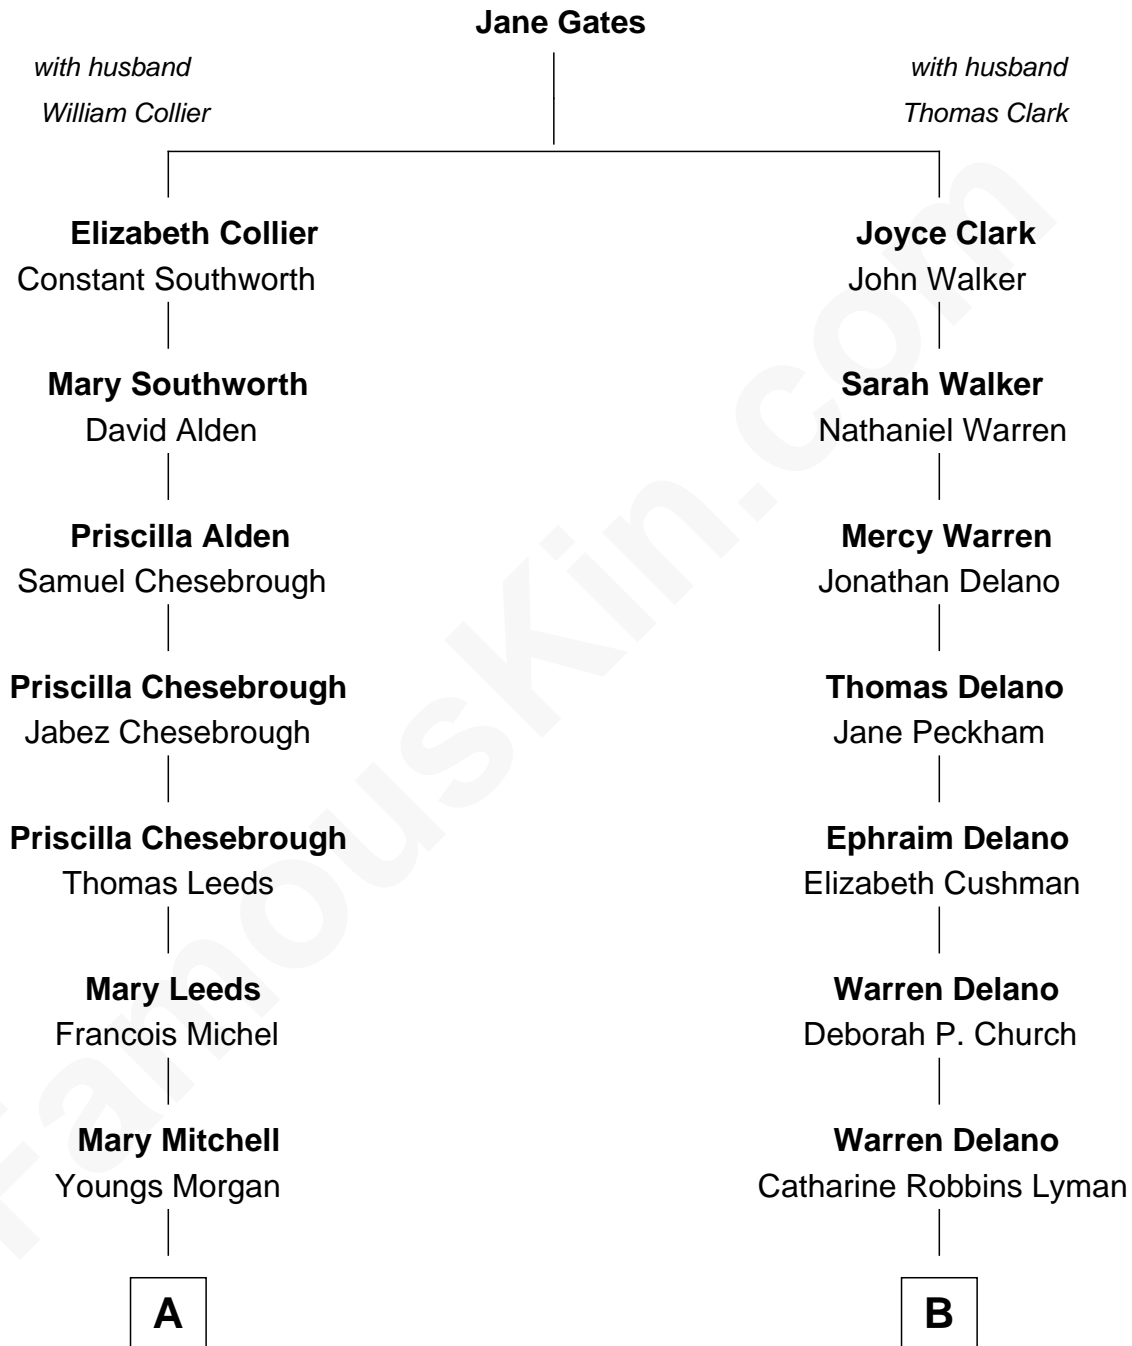 Jane Gates
with husband
William Collier
with husband
Thomas Clark
Elizabeth Collier
Constant Southworth
Mary Southworth
David Alden
Priscilla Alden
Samuel Chesebrough
Priscilla Chesebrough
Jabez Chesebrough
Priscilla Chesebrough
Thomas Leeds
Mary Leeds
Francois Michel
Mary Mitchell
Youngs Morgan
A
Joyce Clark
John Walker
Sarah Walker
Nathaniel Warren
Mercy Warren
Jonathan Delano
Thomas Delano
Jane Peckham
Ephraim Delano
Elizabeth Cushman
Warren Delano
Deborah P. Church
Warren Delano
Catharine Robbins Lyman
B
FamousKin.com